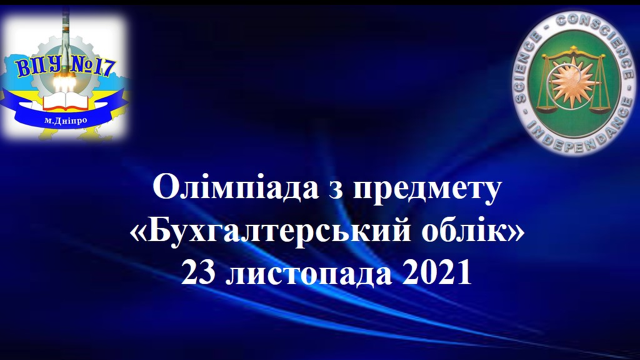 ВПУ №17
м.Дніпро
SCIENCE - CONSCIENCE - INDEPENDANCE -
Олімпіада з предмету
«Бухгалтерський облік»
23 листопада 2021